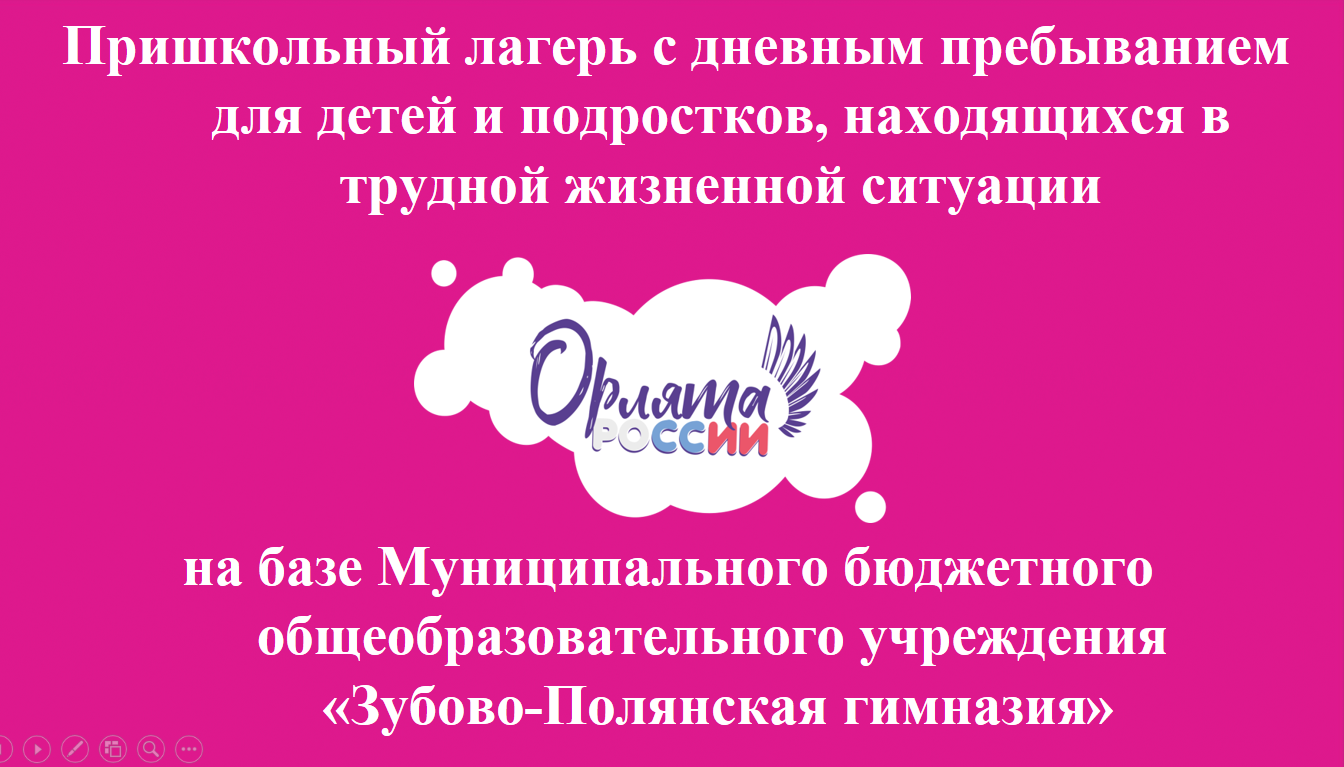 Пришкольный лагерь с дневным пребыванием
для детей и подростков, находящихся в
трудной жизненной ситуации
Орлята
РОССИИ
на базе Муниципального бюджетного
общеобразовательного учреждения
«Зубово-Полянская гимназия»